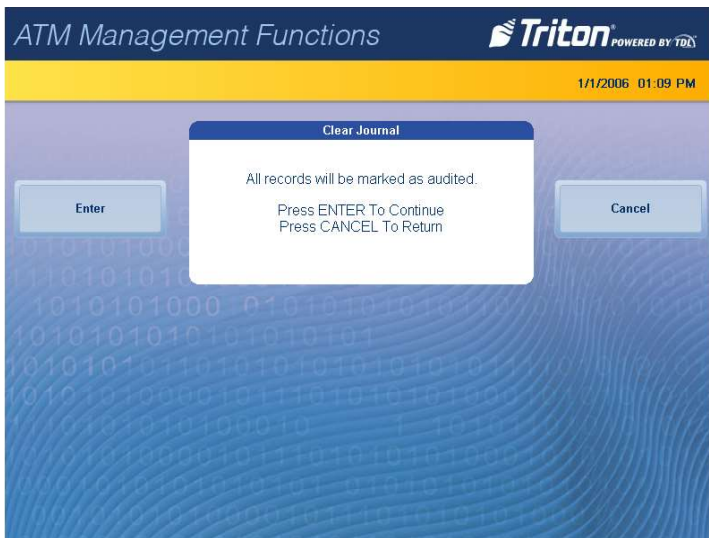 ATM Management Functions
Triton POWERED BY TDL
1/1/2006 01:09 PM
Clear Journal
All records will be marked as audited.
Press ENTER To Continue
Press CANCEL To Return
Enter
Cancel